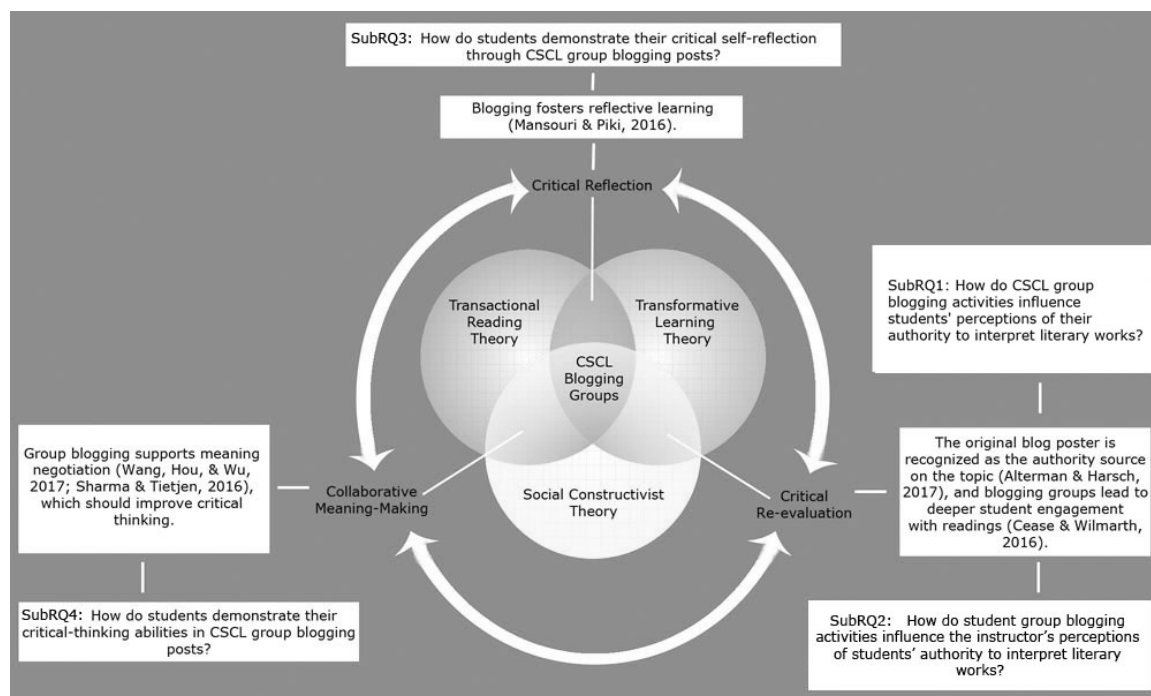 SubRQ3: How do students demonstrate their critical self-reflection
through CSCL group blogging posts?
Blogging fosters reflective learning
(Mansouri & Piki, 2016).
Critical Reflection
Transactional
Reading
Theory
Transformative
Learning
Theory
CSCL
Blogging
Groups
Social Constructivist
Theory
SubRQ1: How do CSCL group
blogging activities influence
students' perceptions of their
authority to interpret literary works?
The original blog poster is
recognized as the authority source
on the topic (Alterman & Harsch,
2017), and blogging groups lead to
deeper student engagement
with readings (Cease & Wilmarth,
2016).
Critical
Re-evaluation
SubRQ2: How do student group blogging
activities influence the instructor’s perceptions
of students’ authority to interpret literary
works?
Group blogging supports meaning
negotiation (Wang, Hou, & Wu,
2017; Sharma & Tietjen, 2016),
which should improve critical
thinking.
Collaborative
Meaning-Making
SubRQ4: How do students demonstrate their
critical-thinking abilities in CSCL group blogging
posts?